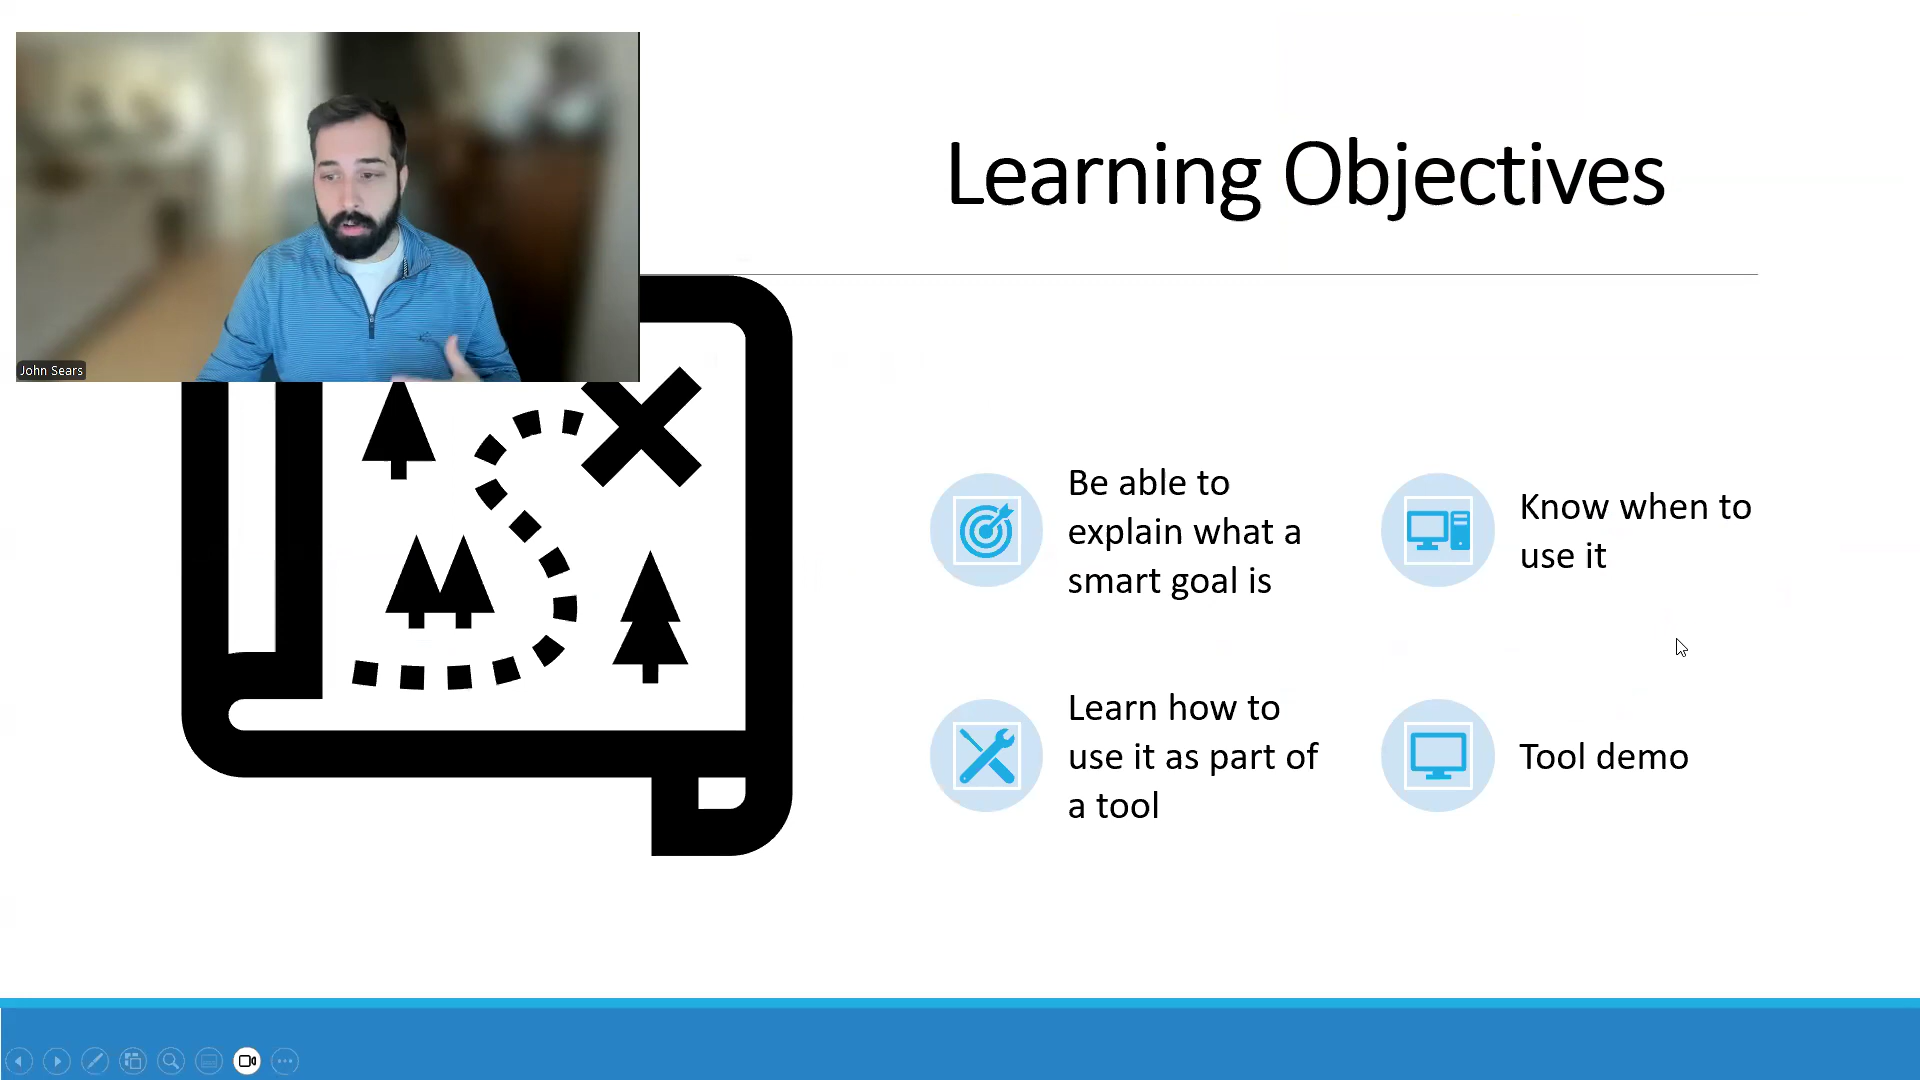 Learning Objectives
John Sears
Be able to
explain what a
smart goal is
Know when to
use it
Learn how to
use it as part of
a tool
Tool demo